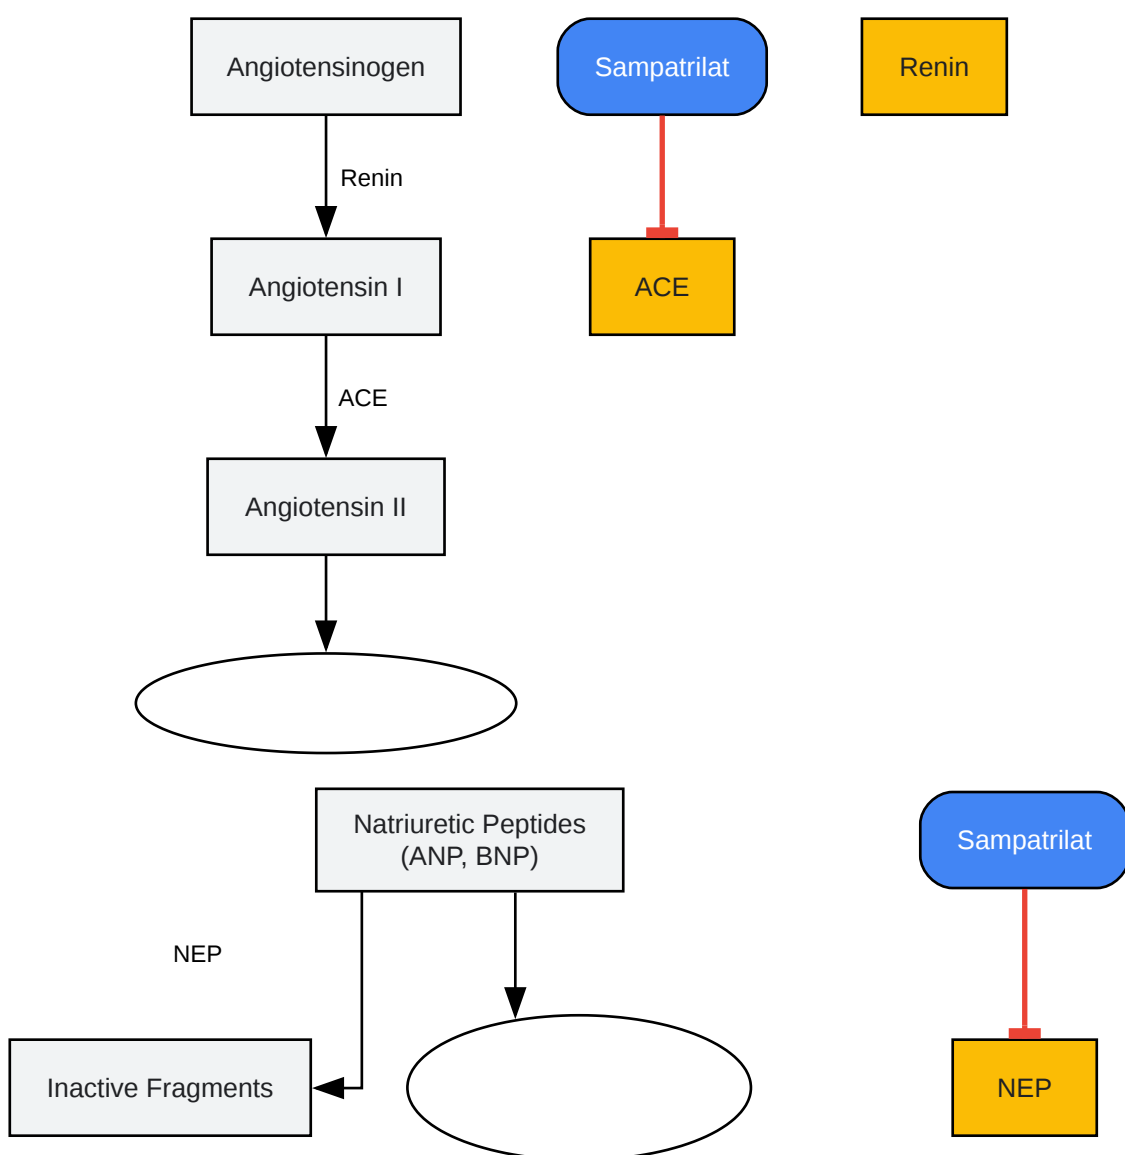 Angiotensinogen
Sampatrilat
Renin
Renin
Angiotensin I
ACE
ACE
Angiotensin II
Natriuretic Peptides
(ANP, BNP)
Sampatrilat
NEP
Inactive Fragments
NEP